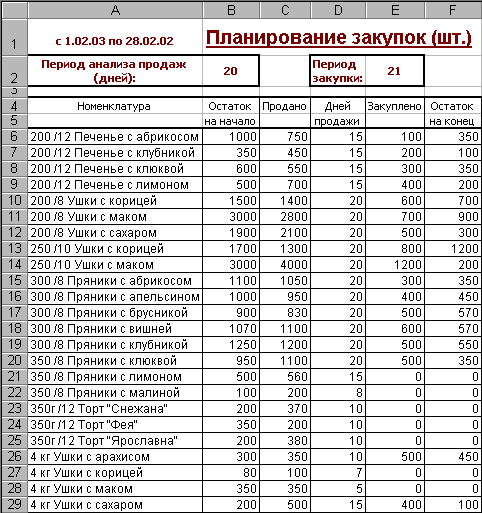 A B C D E F
1 с 1.02.03 по 28.02.02 Планирование закупок (шт.)
2 Период анализа продаж (дней): 20 Период закупки: 21
3
4 Номенклатура Остаток Продано Дней Закуплено Остаток
5 на начало продажи на конец
6 200 /12 Печенье с абрикосом 1000 750 15 100 350
7 200 /12 Печенье с клубникой 350 450 15 200 100
8 200 /12 Печенье с клюквой 600 550 15 300 350
9 200 /12 Печенье с лимоном 500 700 15 400 200
10 200 /8 Ушки с корицей 1500 1400 20 600 700
11 200 /8 Ушки с маком 3000 2800 20 700 900
12 200 /8 Ушки с сахаром 1900 2100 20 500 300
13 250 /10 Ушки с корицей 1700 1300 20 800 1200
14 250 /10 Ушки с маком 3000 4000 20 1200 200
15 300 /8 Пряники с абрикосом 1100 1050 20 300 350
16 300 /8 Пряники с апельсином 1000 950 20 400 450
17 300 /8 Пряники с брусникой 900 830 20 500 570
18 300 /8 Пряники с вишней 1070 1100 20 600 570
19 300 /8 Пряники с клубникой 1250 1200 20 500 550
20 350 /8 Пряники с клюквой 950 1100 20 500 350
21 350 /8 Пряники с лимоном 500 560 15 0 0
22 350 /8 Пряники с малиной 100 200 8 0 0
23 350г /12 Торт "Снежана" 200 370 10 0 0
24 350г /12 Торт "Фея" 350 200 10 0 0
25 350г /12 Торт "Ярославна" 200 380 10 0 0
26 4 кг Ушки с арахисом 300 350 10 500 450
27 4 кг Ушки с корицей 80 100 7 0 0
28 4 кг Ушки с маком 350 350 5 0 0
29 4 кг Ушки с сахаром 200 500 15 400 100